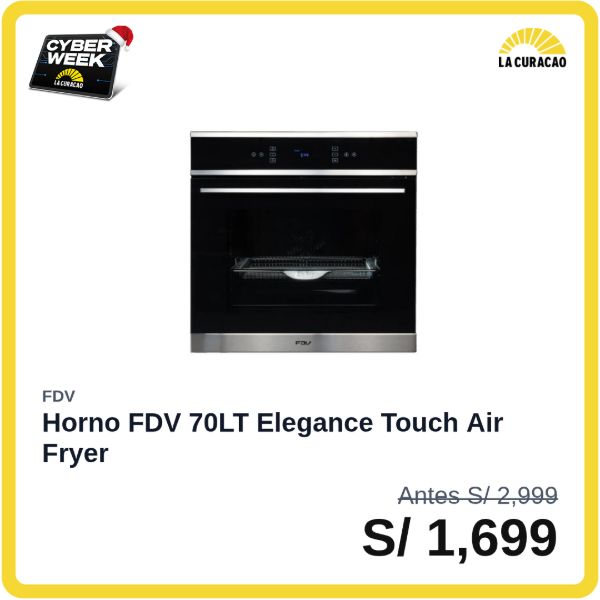 CYBER
WEEK
LA CURACAO
LA CURACAO
FDV
FDV
Horno FDV 70LT Elegance Touch Air
Fryer
Antes S/ 2,999
S/ 1,699